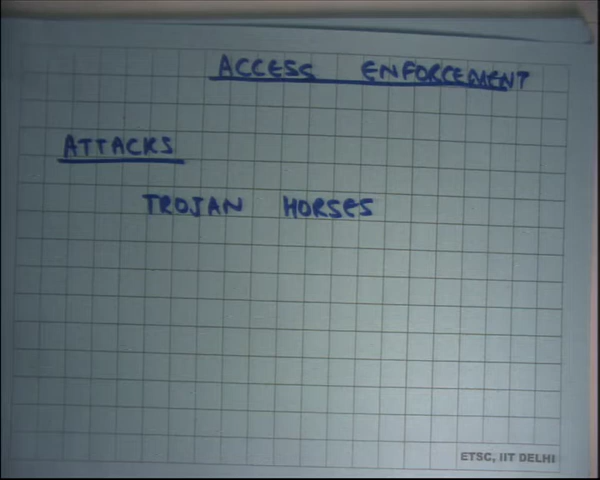 ACCESS ENFORCEMENT
ATTACKS
TROJAN HORSES
ETSC, IIT DELHI